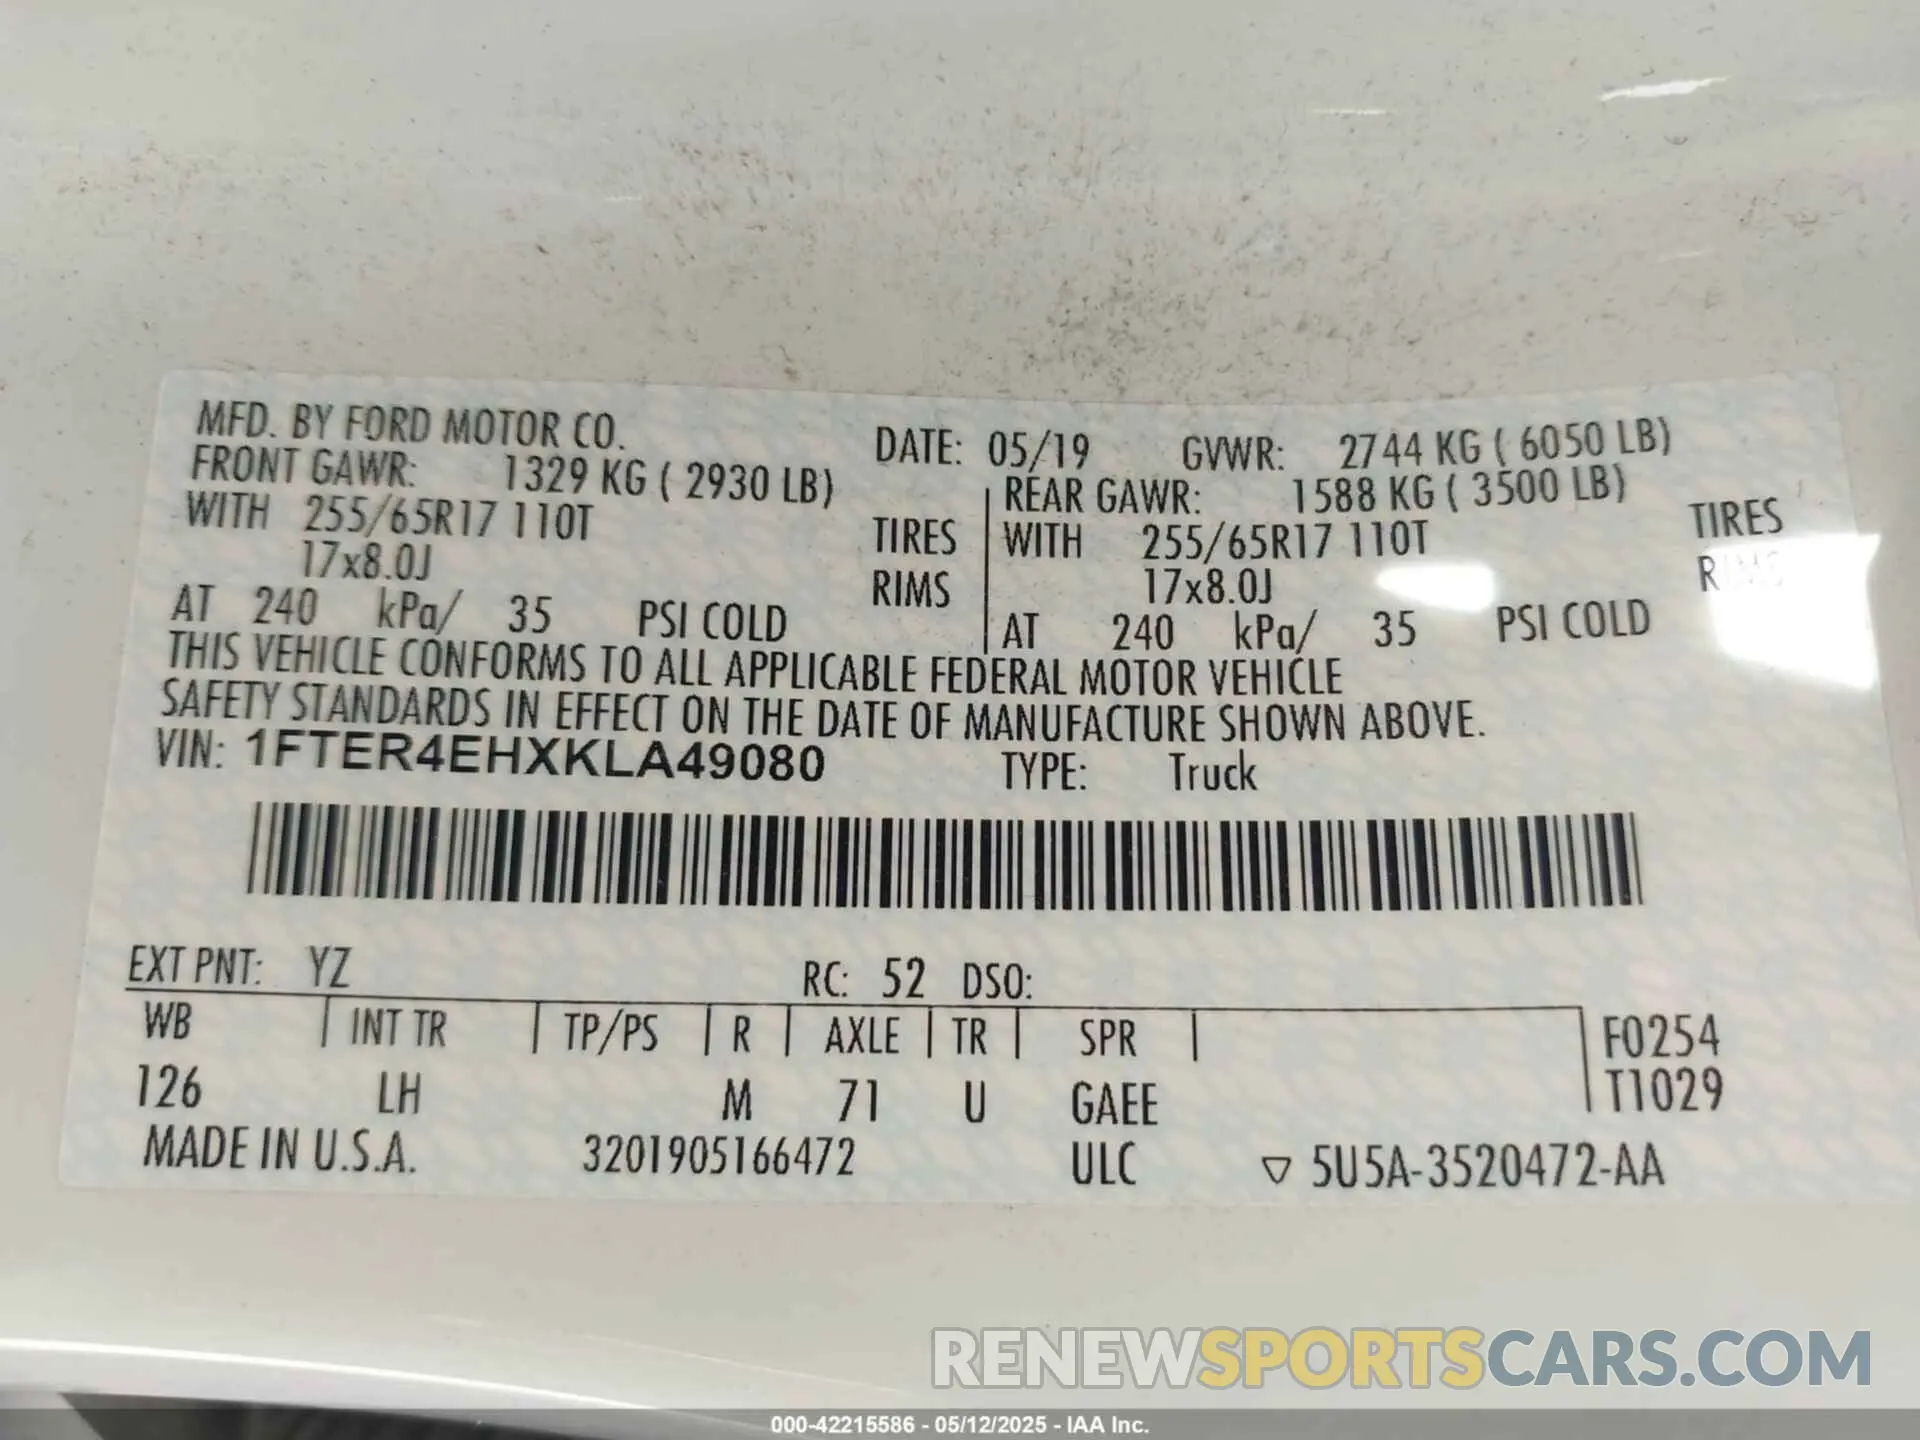 MFD. BY FORD MOTOR CO.
DATE: 05/19 GVWR: 2744 KG ( 6050 LB)
FRONT GAWR: 1329 KG ( 2930 LB)
WITH 255/65R17 110T TIRES
17x8.0J RIMS
AT 240 kPa/ 35 PSI COLD
REAR GAWR: 1588 KG ( 3500 LB)
WITH 255/65R17 110T TIRES
17x8.0J RIMS
AT 240 kPa/ 35 PSI COLD
THIS VEHICLE CONFORMS TO ALL APPLICABLE FEDERAL MOTOR VEHICLE
SAFETY STANDARDS IN EFFECT ON THE DATE OF MANUFACTURE SHOWN ABOVE.
VIN: 1FTER4EHXKLA49080 TYPE: Truck
EXT PNT: YZ RC: 52 DSO:
WB INT TR TP/PS R AXLE TR SPR F0254
126 LH M 71 U GAEE T1029
MADE IN U.S.A. 3201905166472 ULC ▽ 5U5A-3520472-AA
RENEWSPORTSCARS.COM
000-42215586 - 05/12/2025 - IAA Inc.